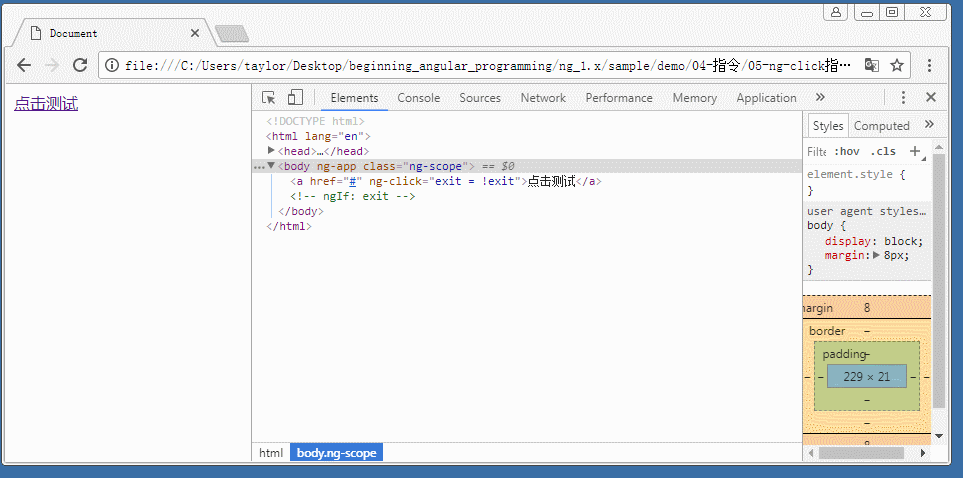 Document
file:///C:/Users/taylor/Desktop/beginning_angular_programming/ng_1.x/sample/demo/04-指令/05-ng-click指…
点击测试
Elements Console Sources Network Performance Memory Application »
<!DOCTYPE html>
<html lang="en">
<head>…</head>
<body ng-app class="ng-scope"> == $0
<a href="#" ng-click="exit = !exit">点击测试</a>
<!-- ngIf: exit -->
</body>
</html>
html body.ng-scope
Styles Computed »
Filte :hov .cls +
element.style {
}
user agent styles…
body {
display: block;
margin: 8px;
}
margin 8
border –
padding –
– – 229 × 21 – –
–
–
8